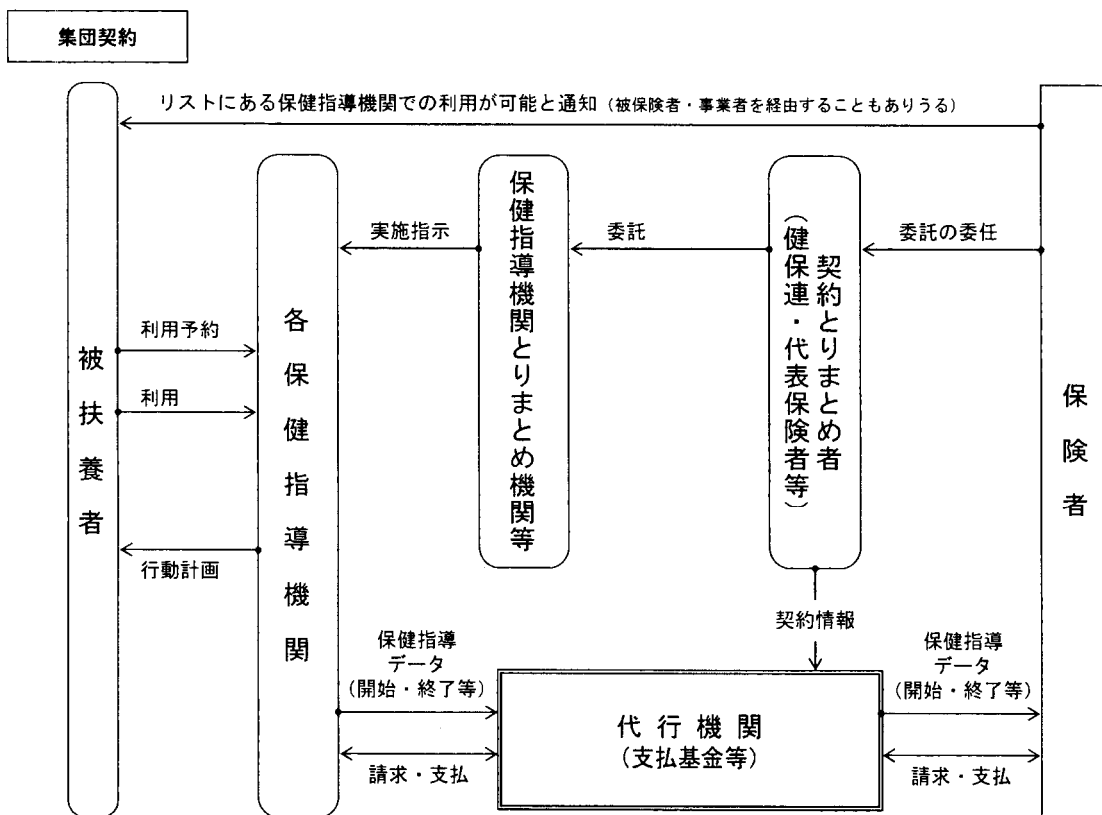 集団契約
リストにある保健指導機関での利用が可能と通知（被保険者・事業者を経由することもありうる）
実施指示
委託
委託の委任
利用予約
利用
行動計画
被扶養者
各保健指導機関
保健指導機関とりまとめ機関等
契約とりまとめ者
（健保連・代表保険者等）
保険者
契約情報
保健指導
データ
（開始・終了等）
請求・支払
代行機関
（支払基金等）
保健指導
データ
（開始・終了等）
請求・支払